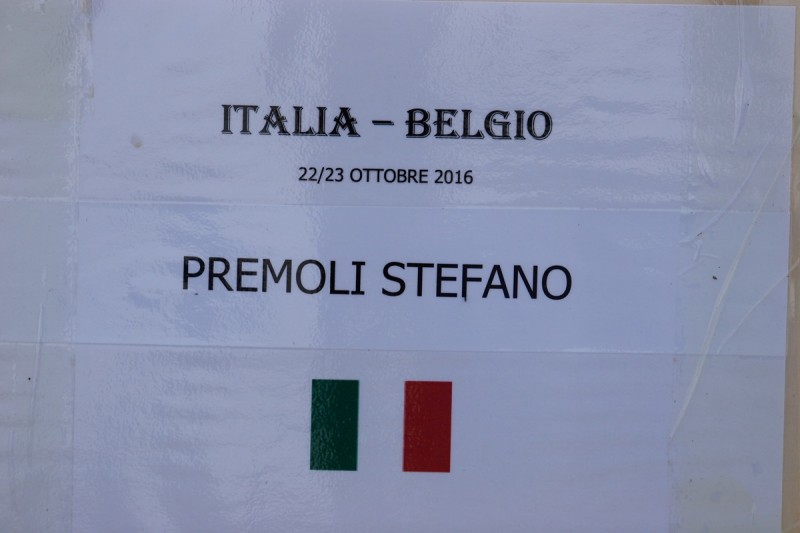 ITALIA – BELGIO
22/23 OTTOBRE 2016
PREMOLI STEFANO